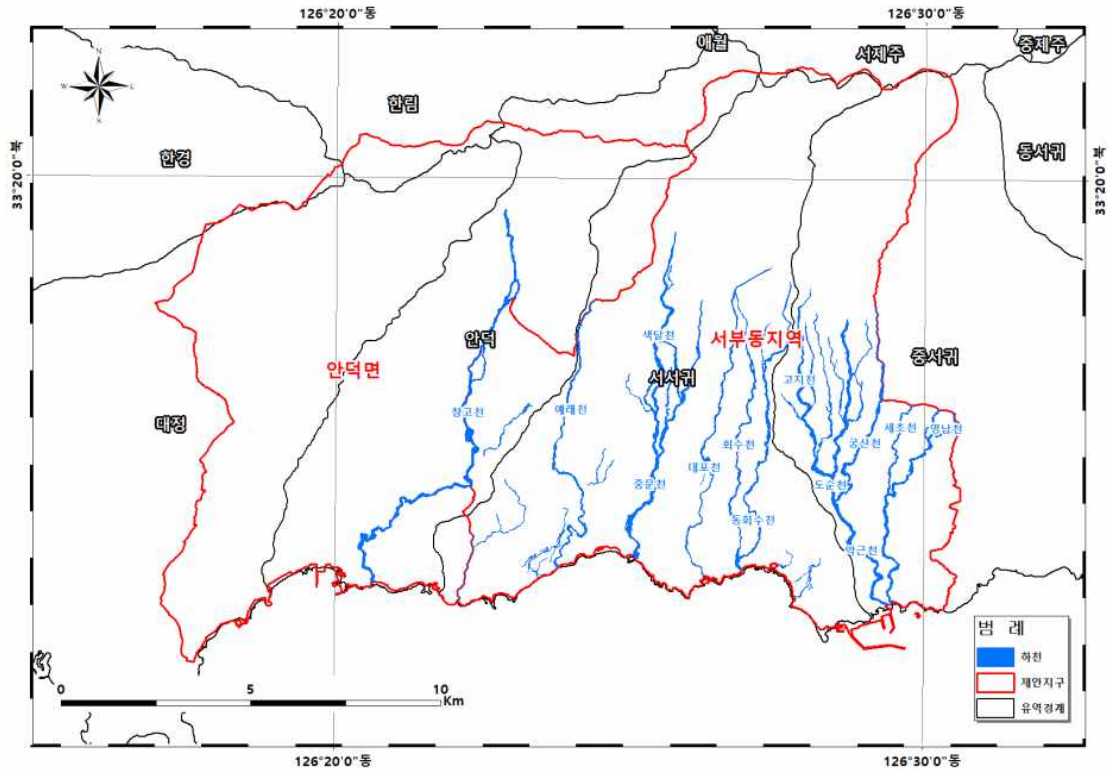 126°20'0"동
126°30'0"동
애월
서제주
중제주
N
W
E
S
한림
한경
동서귀
33°20'0"북
33°20'0"북
색달천
서부동지역
안덕
중서귀
안덕면
서서귀
고지천
창고천
예래천
대정
세초천
영남천
회수천
궁산천
대포천
중문천
도순천
동회수천
악근천
범 례
하천
제안지구
유역경계
0
5
10
Km
126°20'0"동
126°30'0"동